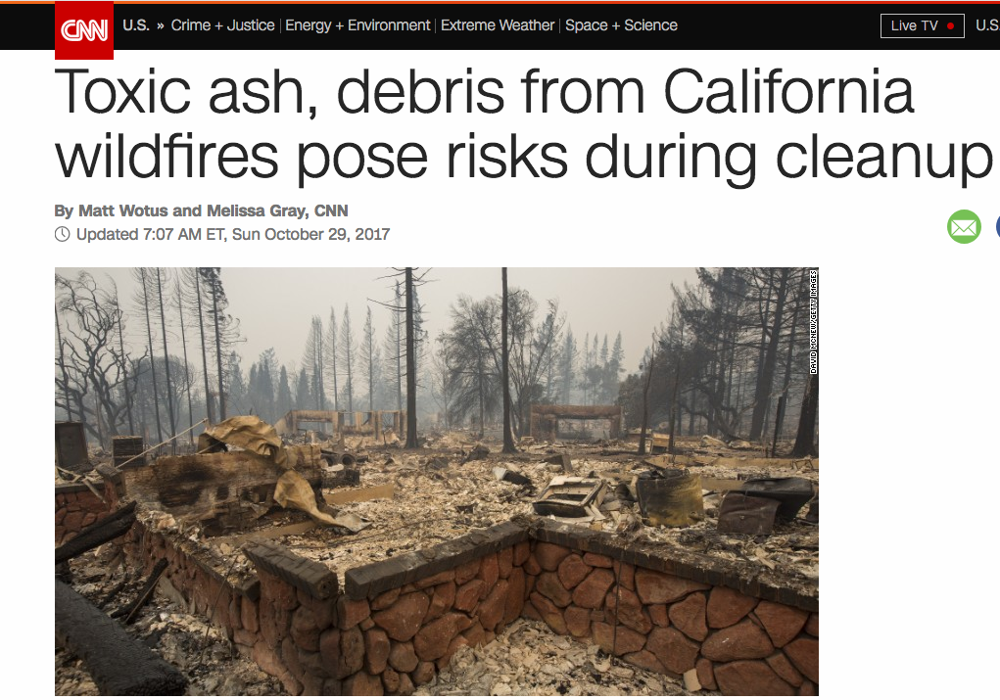 CNN
U.S. » Crime + Justice | Energy + Environment | Extreme Weather | Space + Science
Live TV
U.S.
Toxic ash, debris from California
wildfires pose risks during cleanup
By Matt Wotus and Melissa Gray, CNN
Updated 7:07 AM ET, Sun October 29, 2017
DAVID MCNEW/GETTY IMAGES